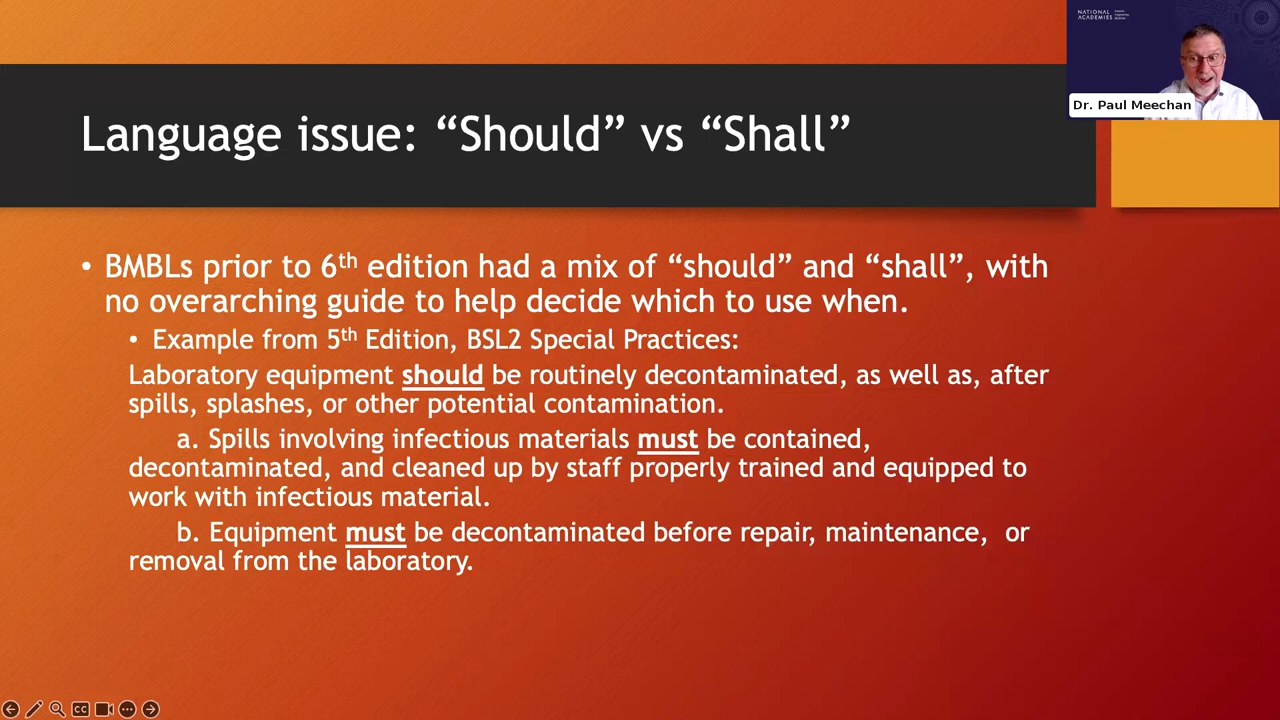 NATIONAL
ACADEMIES
Dr. Paul Meechan
Language issue: “Should” vs “Shall”
• BMBLs prior to 6th edition had a mix of “should” and “shall”, with
no overarching guide to help decide which to use when.
• Example from 5th Edition, BSL2 Special Practices:
Laboratory equipment should be routinely decontaminated, as well as, after
spills, splashes, or other potential contamination.
a. Spills involving infectious materials must be contained,
decontaminated, and cleaned up by staff properly trained and equipped to
work with infectious material.
b. Equipment must be decontaminated before repair, maintenance,  or
removal from the laboratory.
CC